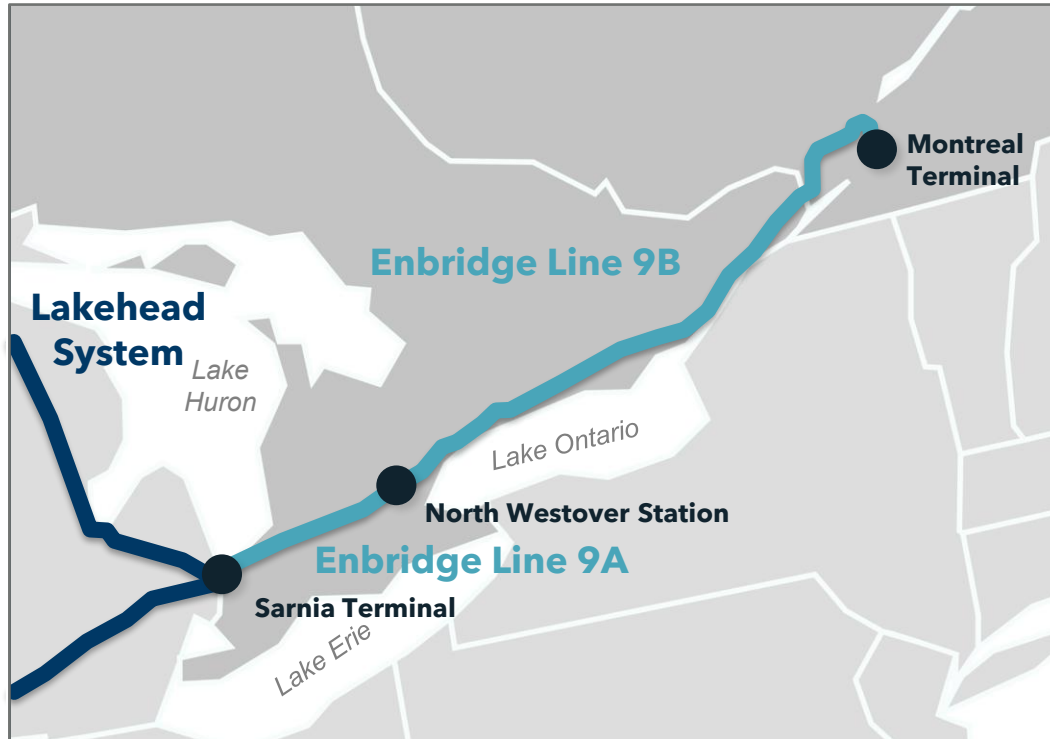 Montreal
Terminal
Enbridge Line 9B
Lakehead
System
Lake
Huron
Lake Ontario
North Westover Station
Enbridge Line 9A
Sarnia Terminal
Lake Erie